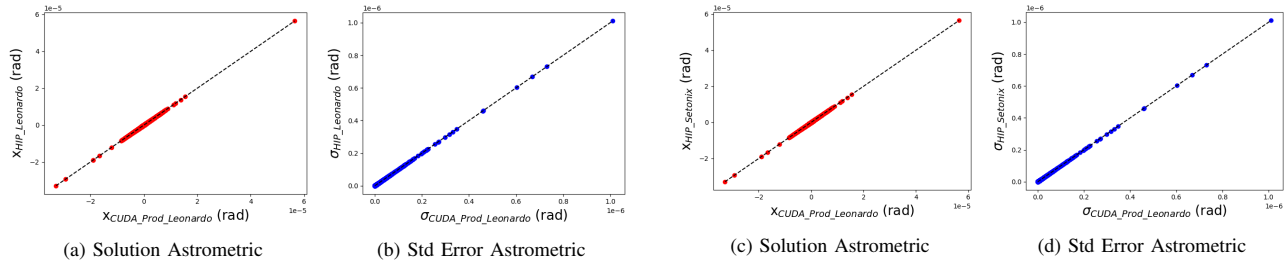 1e−5
6
4
2
0
−2
x_HIP_Leonardo (rad)
−2 0 2 4 6
1e−5
x_CUDA_Prod_Leonardo (rad)
(a) Solution Astrometric
1e−6
1.0
0.8
0.6
0.4
0.2
0.0
σ_HIP_Leonardo (rad)
0.0 0.2 0.4 0.6 0.8 1.0
1e−6
σ_CUDA_Prod_Leonardo (rad)
(b) Std Error Astrometric
1e−5
6
4
2
0
−2
x_HIP_Setonix (rad)
−2 0 2 4 6
1e−5
x_CUDA_Prod_Leonardo (rad)
(c) Solution Astrometric
1e−6
1.0
0.8
0.6
0.4
0.2
0.0
σ_HIP_Setonix (rad)
0.0 0.2 0.4 0.6 0.8 1.0
1e−6
σ_CUDA_Prod_Leonardo (rad)
(d) Std Error Astrometric